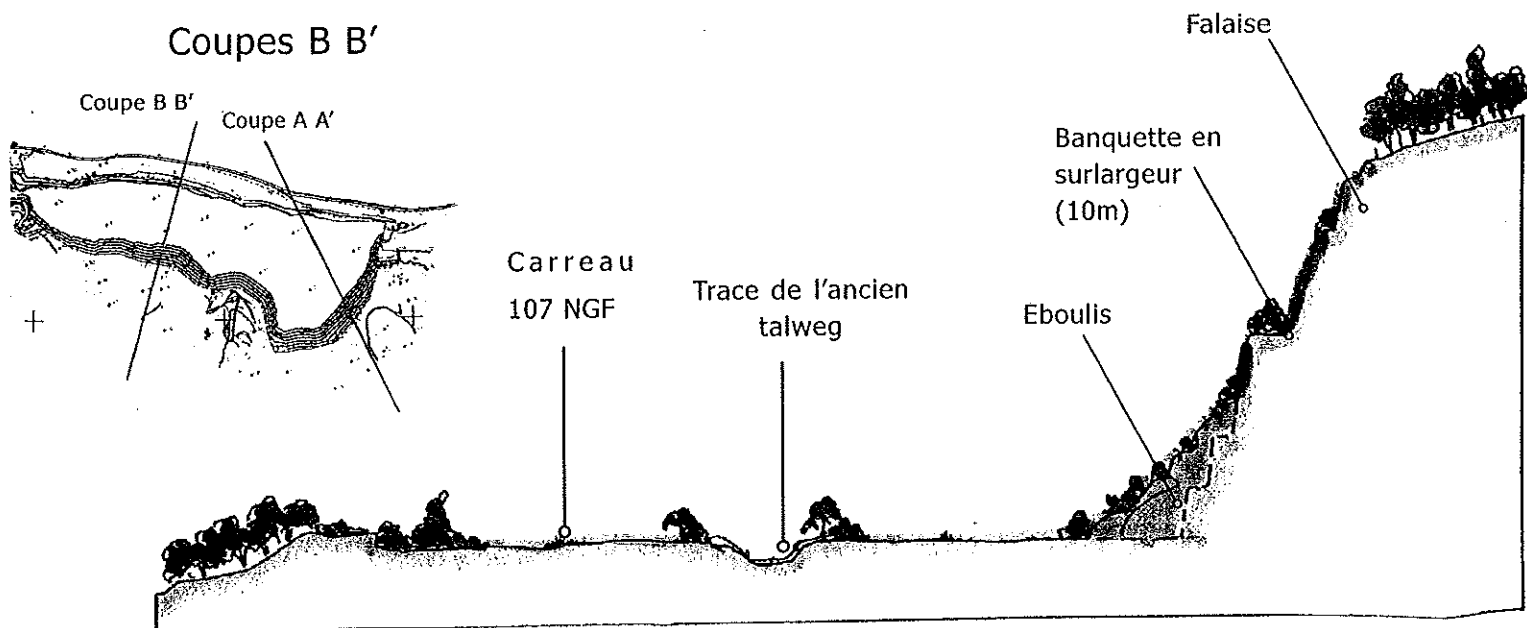 Coupes B B'
Coupe B B'
Coupe A A'
Carreau
107 NGF
Trace de l'ancien
talweg
Eboulis
Banquette en
surlargeur
(10m)
Falaise